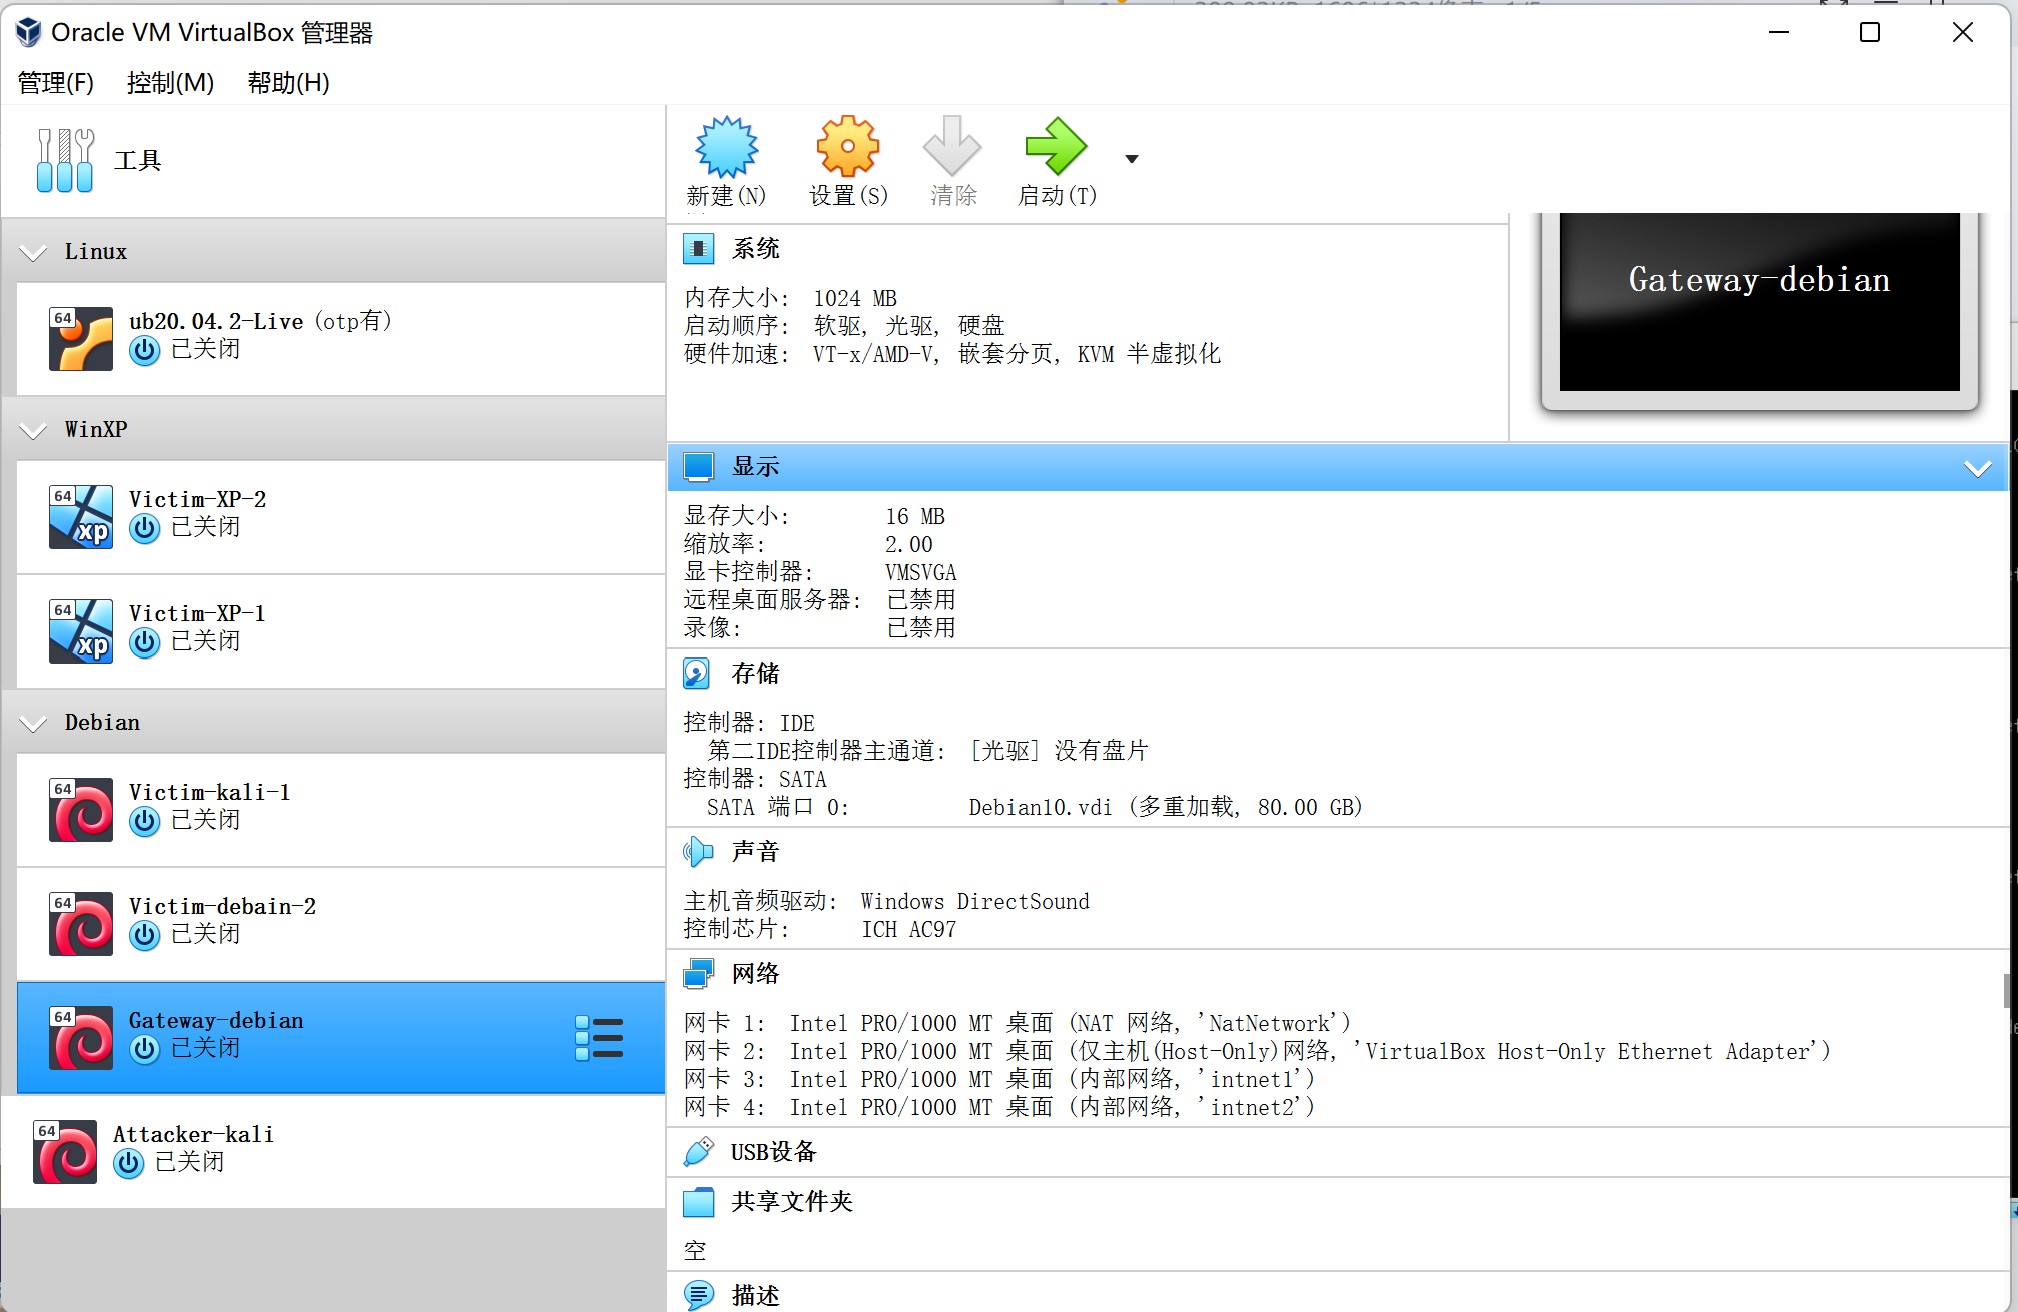 Oracle VM VirtualBox 管理器
管理(F) 控制(M) 帮助(H)
工具
Linux
64
ub20.04.2-Live (otp有)
已关闭
WinXP
64
xp
Victim-XP-2
已关闭
64
xp
Victim-XP-1
已关闭
Debian
64
Victim-kali-1
已关闭
64
Victim-debain-2
已关闭
64
Gateway-debian
已关闭
64
Attacker-kali
已关闭
新建(N) 设置(S) 清除 启动(T)
系统
内存大小: 1024 MB
启动顺序: 软驱, 光驱, 硬盘
硬件加速: VT-x/AMD-V, 嵌套分页, KVM 半虚拟化
Gateway-debian
显示
显存大小: 16 MB
缩放率: 2.00
显卡控制器: VMSVGA
远程桌面服务器: 已禁用
录像: 已禁用
存储
控制器: IDE
第二IDE控制器主通道: [光驱] 没有盘片
控制器: SATA
SATA 端口 0: Debian10.vdi (多重加载, 80.00 GB)
声音
主机音频驱动: Windows DirectSound
控制芯片: ICH AC97
网络
网卡 1: Intel PRO/1000 MT 桌面 (NAT 网络, 'NatNetwork')
网卡 2: Intel PRO/1000 MT 桌面 (仅主机(Host-Only)网络, 'VirtualBox Host-Only Ethernet Adapter')
网卡 3: Intel PRO/1000 MT 桌面 (内部网络, 'intnet1')
网卡 4: Intel PRO/1000 MT 桌面 (内部网络, 'intnet2')
USB设备
共享文件夹
空
描述